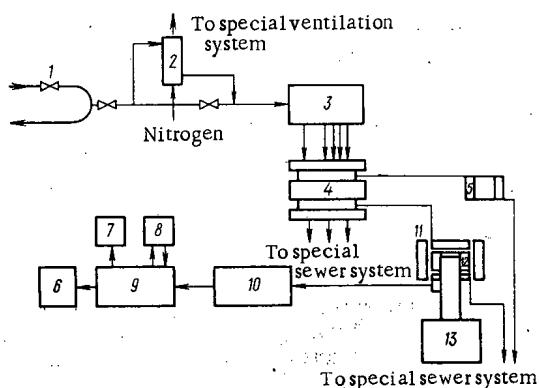 To special ventilation
system
1
2
3
Nitrogen
4
5
To special
sewer system
11
12
7
8
6
9
10
13
To special sewer system